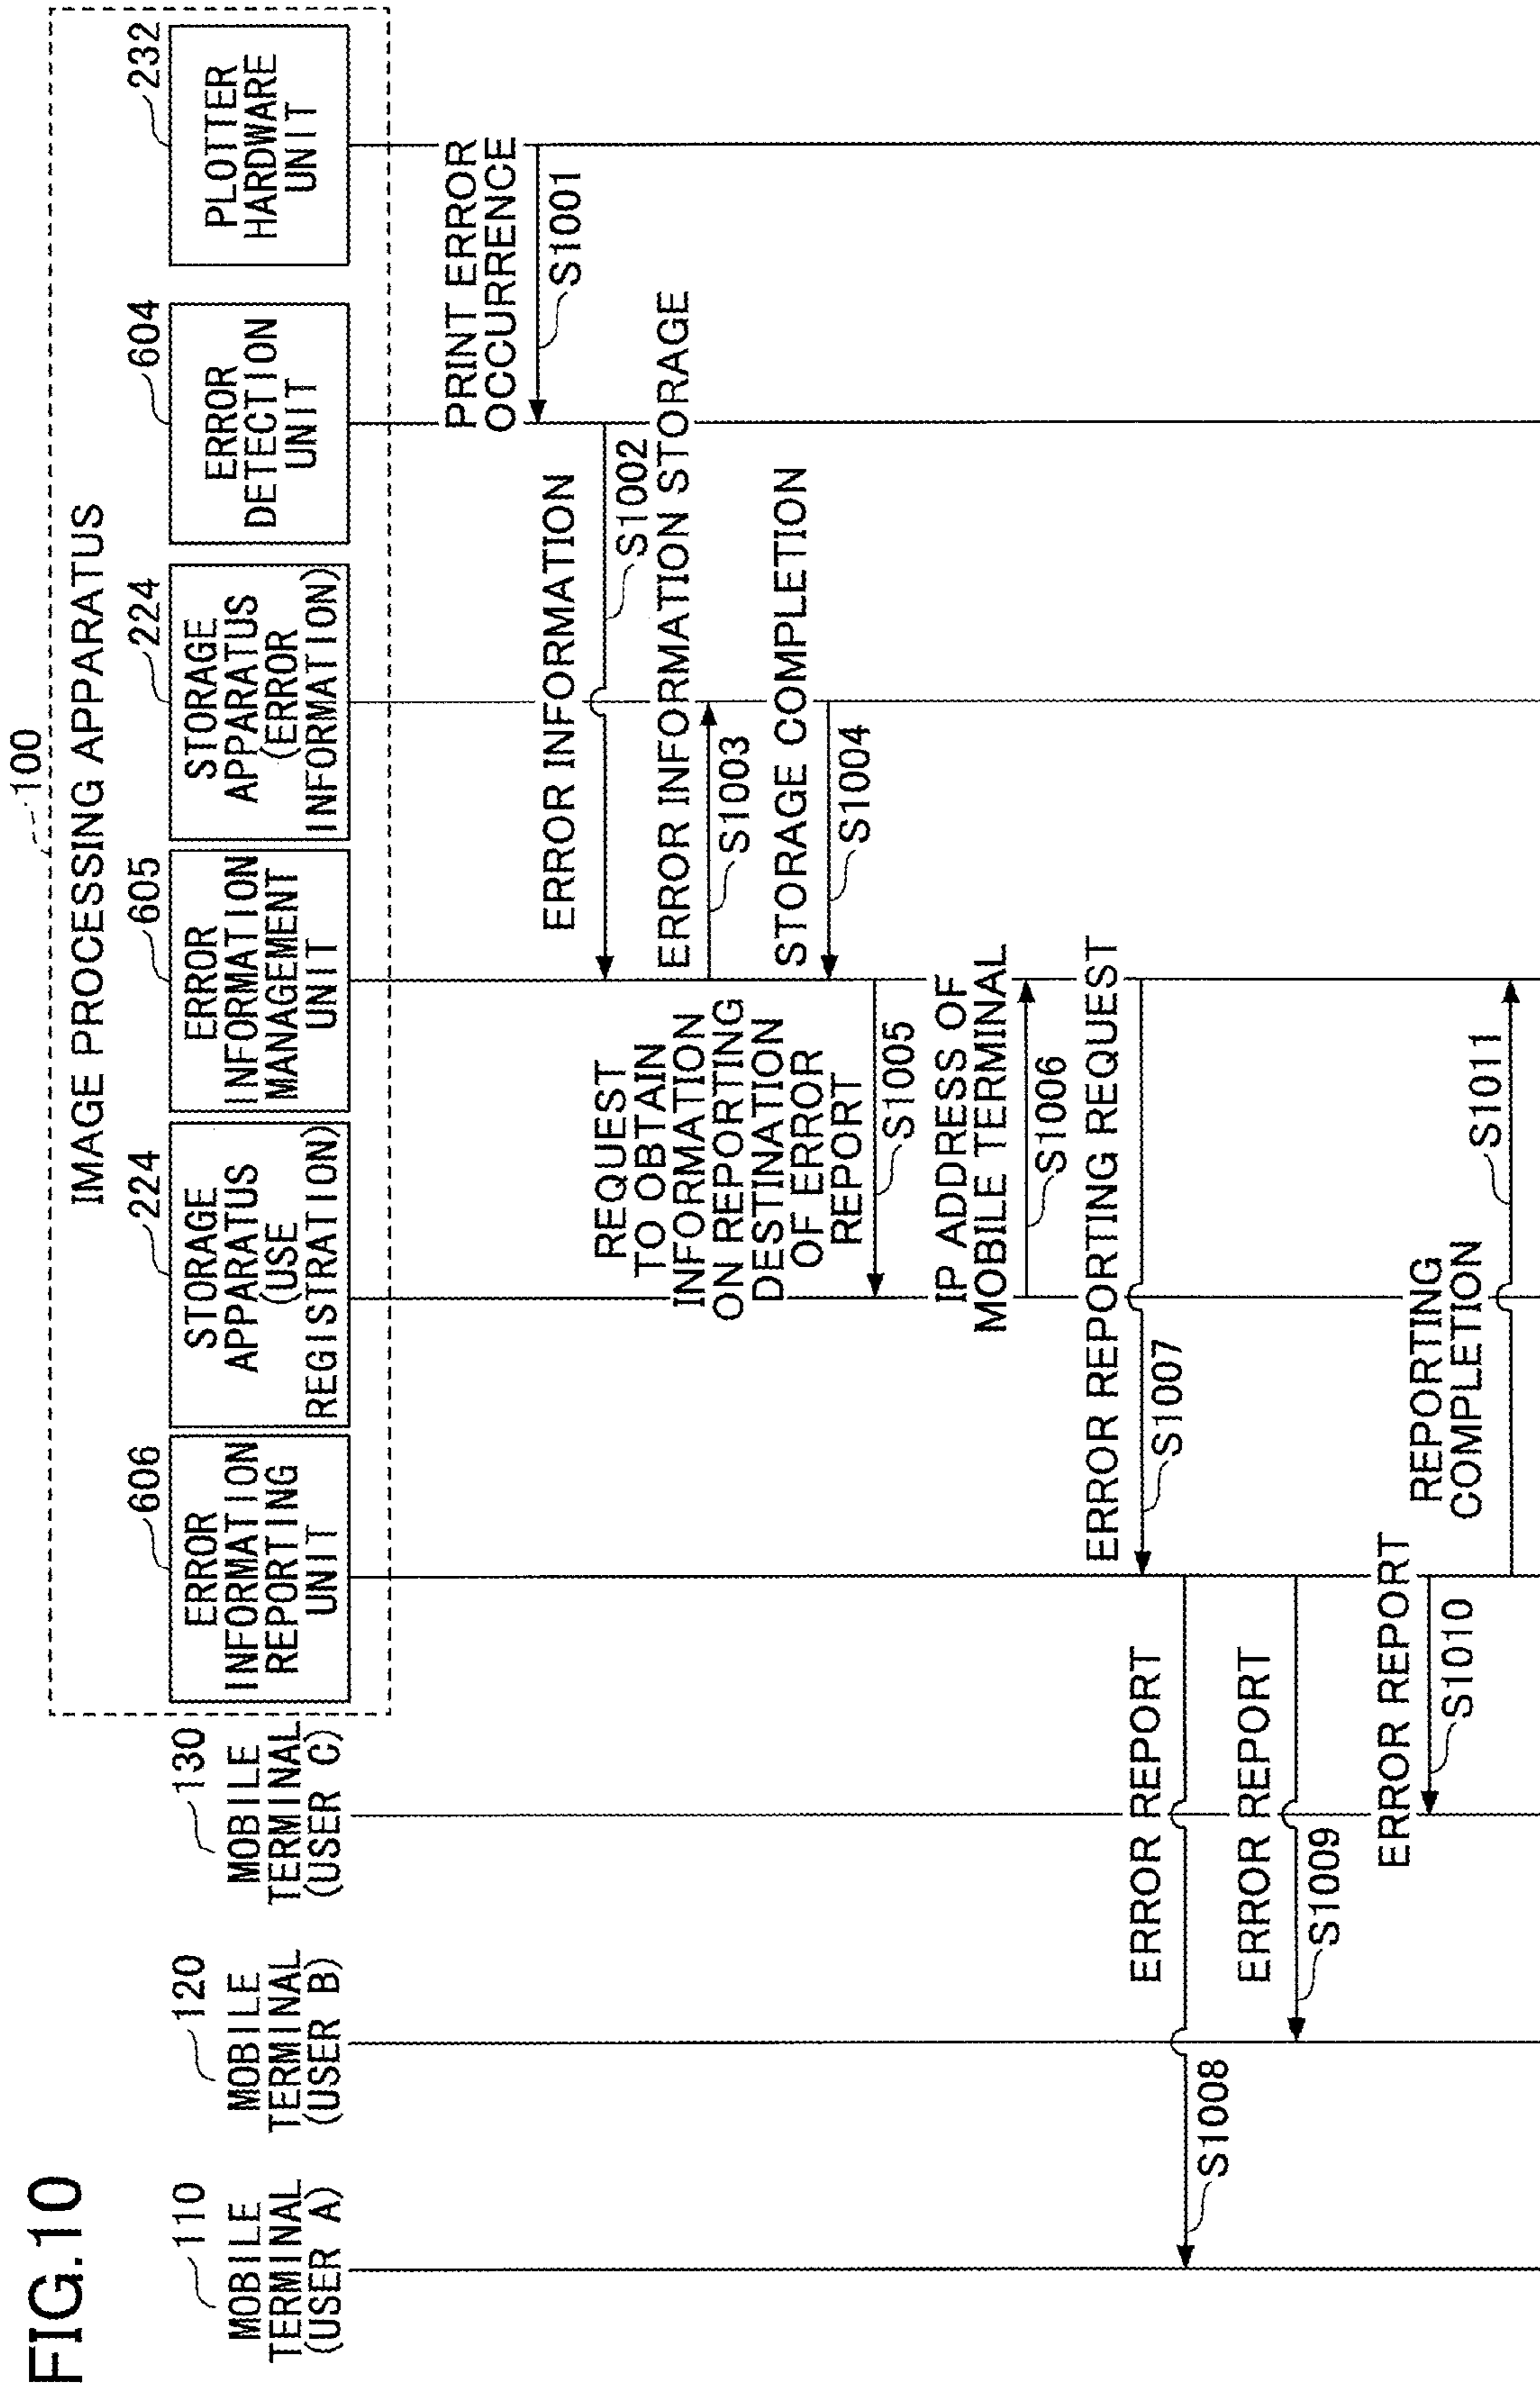 FIG.10
100
IMAGE PROCESSING APPARATUS
110
MOBILE
TERMINAL
(USER A)
120
MOBILE
TERMINAL
(USER B)
130
MOBILE
TERMINAL
(USER C)
606
ERROR
INFORMATION
REPORTING
UNIT
224
STORAGE
APPARATUS
(USE
REGISTRATION)
605
ERROR
INFORMATION
MANAGEMENT
UNIT
224
STORAGE
APPARATUS
(ERROR
INFORMATION)
604
ERROR
DETECTION
UNIT
232
PLOTTER
HARDWARE
UNIT
PRINT ERROR
OCCURRENCE
S1001
ERROR INFORMATION
S1002
ERROR INFORMATION STORAGE
S1003
STORAGE COMPLETION
S1004
REQUEST
TO OBTAIN
INFORMATION
ON REPORTING
DESTINATION
OF ERROR
REPORT
S1005
IP ADDRESS OF
MOBILE TERMINAL
S1006
ERROR REPORTING REQUEST
S1007
ERROR REPORT
S1008
ERROR REPORT
S1009
ERROR REPORT
S1010
REPORTING
COMPLETION
S1011